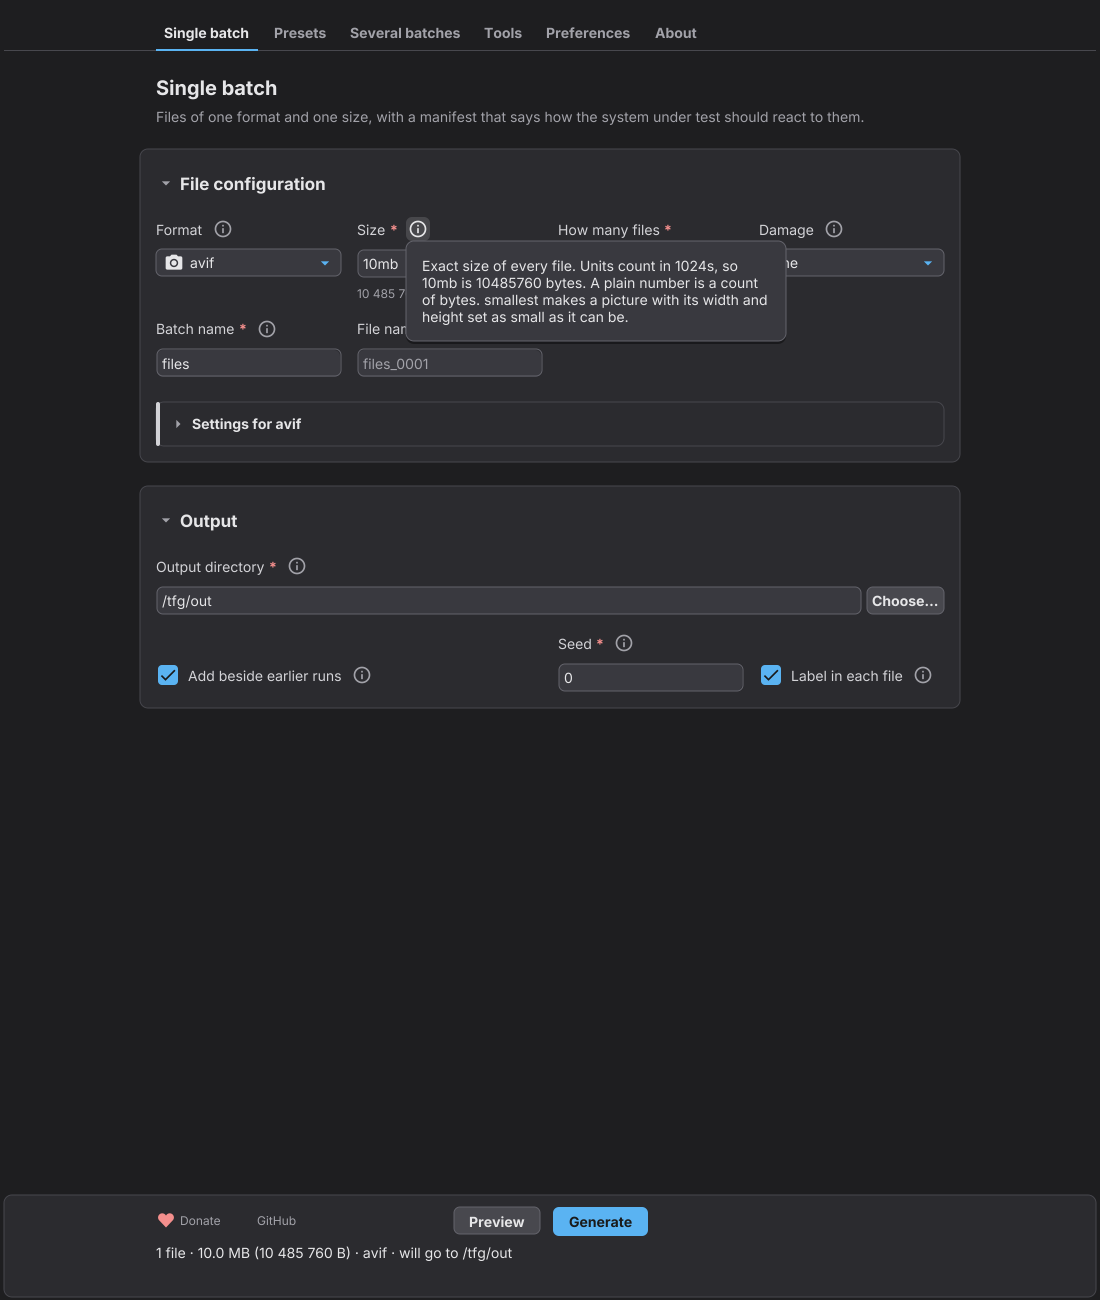 Single batch Presets Several batches Tools Preferences About
Single batch
Files of one format and one size, with a manifest that says how the system under test should react to them.
File configuration
Format Size * How many files * Damage
avif 10mb
Exact size of every file. Units count in 1024s, so
10mb is 10485760 bytes. A plain number is a count
of bytes. smallest makes a picture with its width and
height set as small as it can be.
10 485 7
Batch name * File
files files_0001
Settings for avif
Output
Output directory *
/tfg/out Choose...
Seed *
Add beside earlier runs 0 Label in each file
Donate GitHub Preview Generate
1 file · 10.0 MB (10 485 760 B) · avif · will go to /tfg/out